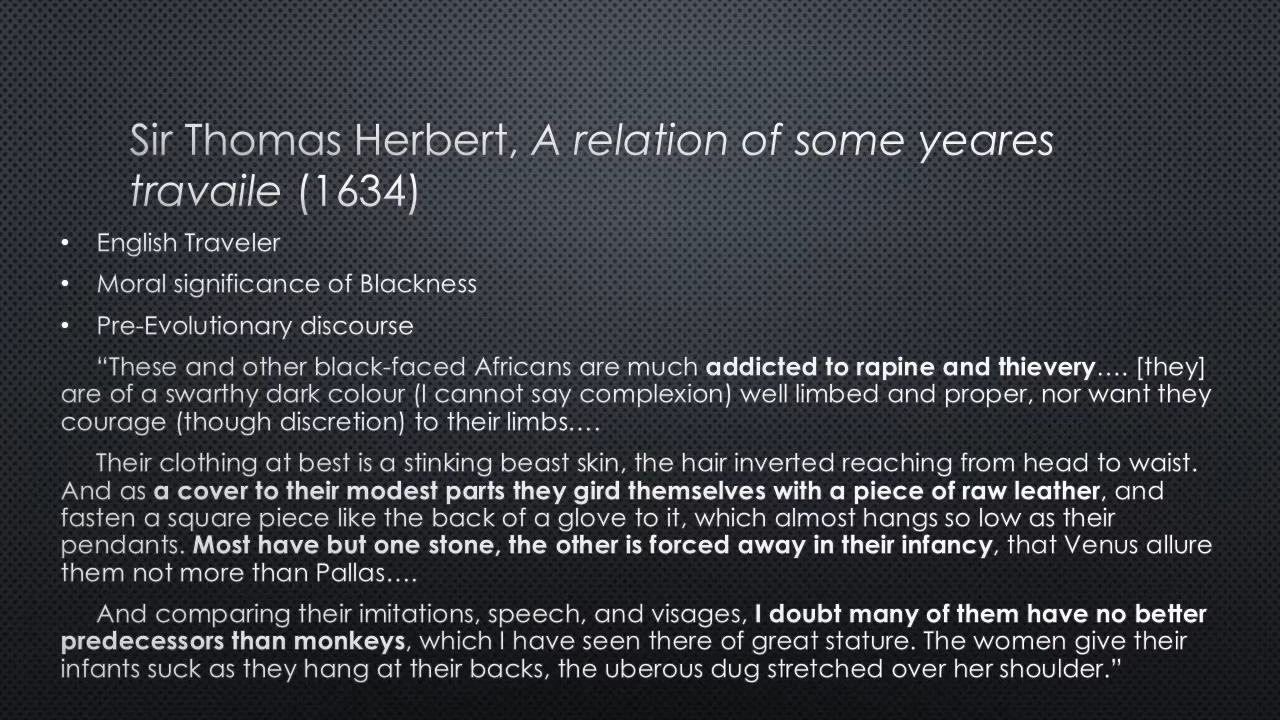 Sir Thomas Herbert, A relation of some yeares
travaile (1634)
• English Traveler
• Moral significance of Blackness
• Pre-Evolutionary discourse
“These and other black-faced Africans are much addicted to rapine and thievery…. [they]
are of a swarthy dark colour (I cannot say complexion) well limbed and proper, nor want they
courage (though discretion) to their limbs….
Their clothing at best is a stinking beast skin, the hair inverted reaching from head to waist.
And as a cover to their modest parts they gird themselves with a piece of raw leather, and
fasten a square piece like the back of a glove to it, which almost hangs so low as their
pendants. Most have but one stone, the other is forced away in their infancy, that Venus allure
them not more than Pallas….
And comparing their imitations, speech, and visages, I doubt many of them have no better
predecessors than monkeys, which I have seen there of great stature. The women give their
infants suck as they hang at their backs, the uberous dug stretched over her shoulder.”